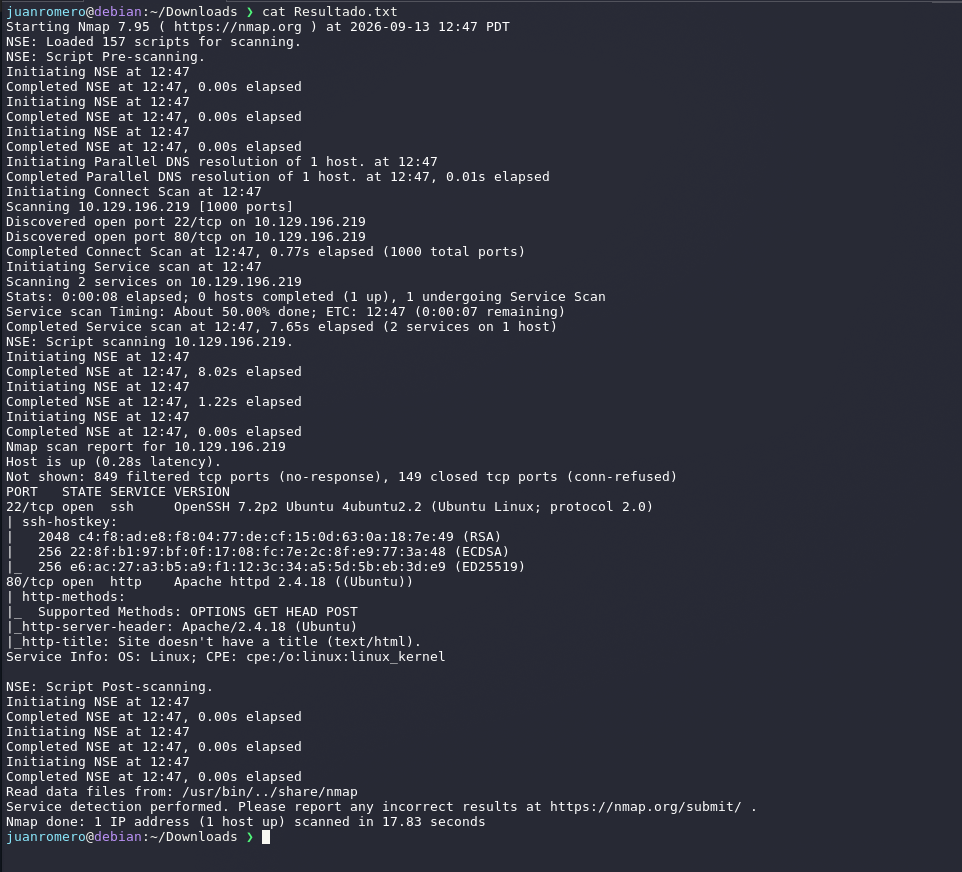 juanromero@debian:~/Downloads ❯ cat Resultado.txt
Starting Nmap 7.95 ( https://nmap.org ) at 2026-09-13 12:47 PDT
NSE: Loaded 157 scripts for scanning.
NSE: Script Pre-scanning.
Initiating NSE at 12:47
Completed NSE at 12:47, 0.00s elapsed
Initiating NSE at 12:47
Completed NSE at 12:47, 0.00s elapsed
Initiating NSE at 12:47
Completed NSE at 12:47, 0.00s elapsed
Initiating Parallel DNS resolution of 1 host. at 12:47
Completed Parallel DNS resolution of 1 host. at 12:47, 0.01s elapsed
Initiating Connect Scan at 12:47
Scanning 10.129.196.219 [1000 ports]
Discovered open port 22/tcp on 10.129.196.219
Discovered open port 80/tcp on 10.129.196.219
Completed Connect Scan at 12:47, 0.77s elapsed (1000 total ports)
Initiating Service scan at 12:47
Scanning 2 services on 10.129.196.219
Stats: 0:00:08 elapsed; 0 hosts completed (1 up), 1 undergoing Service Scan
Service scan Timing: About 50.00% done; ETC: 12:47 (0:00:07 remaining)
Completed Service scan at 12:47, 7.65s elapsed (2 services on 1 host)
NSE: Script scanning 10.129.196.219.
Initiating NSE at 12:47
Completed NSE at 12:47, 8.02s elapsed
Initiating NSE at 12:47
Completed NSE at 12:47, 1.22s elapsed
Initiating NSE at 12:47
Completed NSE at 12:47, 0.00s elapsed
Nmap scan report for 10.129.196.219
Host is up (0.28s latency).
Not shown: 849 filtered tcp ports (no-response), 149 closed tcp ports (conn-refused)
PORT   STATE SERVICE VERSION
22/tcp open  ssh     OpenSSH 7.2p2 Ubuntu 4ubuntu2.2 (Ubuntu Linux; protocol 2.0)
| ssh-hostkey:
|   2048 c4:f8:ad:e8:f8:04:77:de:cf:15:0d:63:0a:18:7e:49 (RSA)
|   256 22:8f:b1:97:bf:0f:17:08:fc:7e:2c:8f:e9:77:3a:48 (ECDSA)
|_  256 e6:ac:27:a3:b5:a9:f1:12:3c:34:a5:5d:5b:eb:3d:e9 (ED25519)
80/tcp open  http    Apache httpd 2.4.18 ((Ubuntu))
| http-methods:
|_  Supported Methods: OPTIONS GET HEAD POST
|_http-server-header: Apache/2.4.18 (Ubuntu)
|_http-title: Site doesn't have a title (text/html).
Service Info: OS: Linux; CPE: cpe:/o:linux:linux_kernel

NSE: Script Post-scanning.
Initiating NSE at 12:47
Completed NSE at 12:47, 0.00s elapsed
Initiating NSE at 12:47
Completed NSE at 12:47, 0.00s elapsed
Initiating NSE at 12:47
Completed NSE at 12:47, 0.00s elapsed
Read data files from: /usr/bin/../share/nmap
Service detection performed. Please report any incorrect results at https://nmap.org/submit/ .
Nmap done: 1 IP address (1 host up) scanned in 17.83 seconds
juanromero@debian:~/Downloads ❯